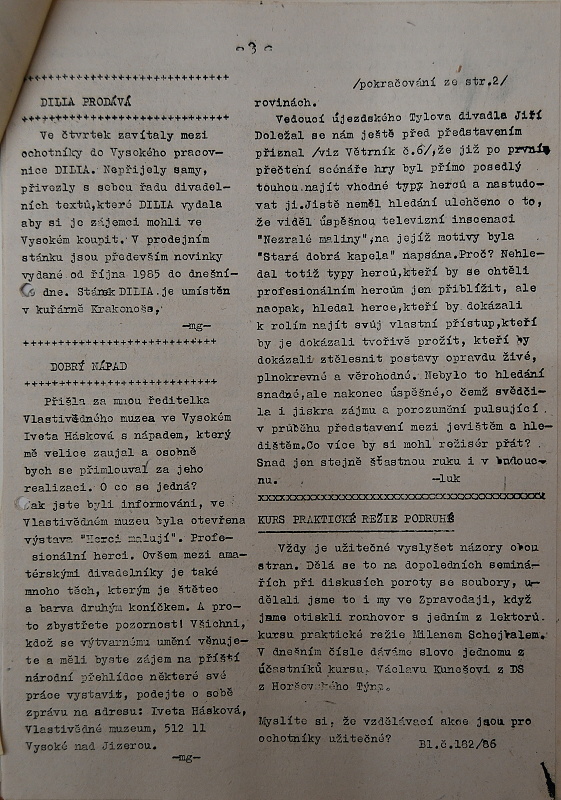 3
+++++++++++++++++++++++++++++
DILIA PRODÁVÁ
+++++++++++++++++++++++++++++
Ve čtvrtek zavítaly mezi
ochotníky do Vysokého pracov-
nice DILIA. Nepřijely samy,
přivezly s sebou řadu divadel-
ních textů,které DILIA vydala
aby si je zájemci mohli ve
Vysokém koupit. V prodejním
stánku jsou především novinky
vydané od října 1985 do dnešní-
dne. Stánek DILIA je umístěn
v kuřárně Krakonoše.
-mg-
+++++++++++++++++++++++++++++
DOBRÝ NÁPAD
+++++++++++++++++++++++++++++
Přišla za mnou ředitelka
Vlastivědného muzea ve Vysokém
Iveta Hásková s nápadem, který
mě velice zaujal a osobně
bych se přimlouval za jeho
realizaci. O co se jedná?
Jak jste byli informováni, ve
Vlastivědném muzeu byla otevřena
výstava "Herci malují". Profe-
sionální herci. Ovšem mezi ama-
térskými divadelníky je také
mnoho těch, kterým je štětec
a barva druhým koníčkem. A pro-
to zbystřete pozornost! Všichni,
kdož se výtvarnému umění věnuje-
te a měli byste zájem na příští
národní přehlídce některé své
práce vystavit, podejte o sobě
zprávu na adresu: Iveta Hásková,
Vlastivědné muzeum, 512 11
Vysoké nad Jizerou.
-mg-
/pokračování ze str.2/
rovinách.
Vedoucí újezdského Tylova divadla Jiří
Doležal se nám ještě před představením
přiznal /viz Větrník č.6/,že již po prvním
přečtení scénáře hry byl přímo posedlý
touhou najít vhodné typy herců a nastudo-
vat ji.Jistě neměl hledání ulehčeno o to,
že viděl úspěšnou televizní inscenaci
"Nezralé maliny",na jejíž motivy byla
"Stará dobrá kapela" napsána.Proč? Nehle-
dal totiž typy herců,kteří by se chtěli
profesionálním hercům jen přiblížit, ale
naopak, hledal herce,kteří by dokázali
k rolím najít svůj vlastní přístup,kteří
by je dokázali tvořivě prožít, kteří by
dokázali ztělesnit postavy opravdu živé,
plnokrevné a věrohodné. Nebylo to hledání
snadné,ale nakonec úspěšné,o čemž svědči-
la i jiskra zájmu a porozumění pulsující
v průběhu představení mezi jevištěm a hle-
dištěm.Co více by si mohl režisér přát?
Snad jen stejně šťastnou ruku i v budouc-
nu. -luk
xxxxxxxxxxxxxxxxxxxxxxxxxxxxxxxxxxxxxxxxx
KURS PRAKTICKÉ REŽIE PODRUHÉ
Vždy je užitečné vyslyšet názory obou
stran. Dělá se to na dopoledních seminá-
řích při diskusích poroty se soubory, u-
dělali jsme to i my ve Zpravodaji, když
jsme otiskli rozhovor s jedním z lektorů
kursu praktické režie Milanem Schejbalem.
V dnešním čísle dáváme slovo jednomu z
účastníků kursu, Václavu Kunešovi z DS
z Horšovského Týna.
Myslíte si, že vzdělávací akce jsou pro
ochotníky užitečné?
Bl.č.182/86